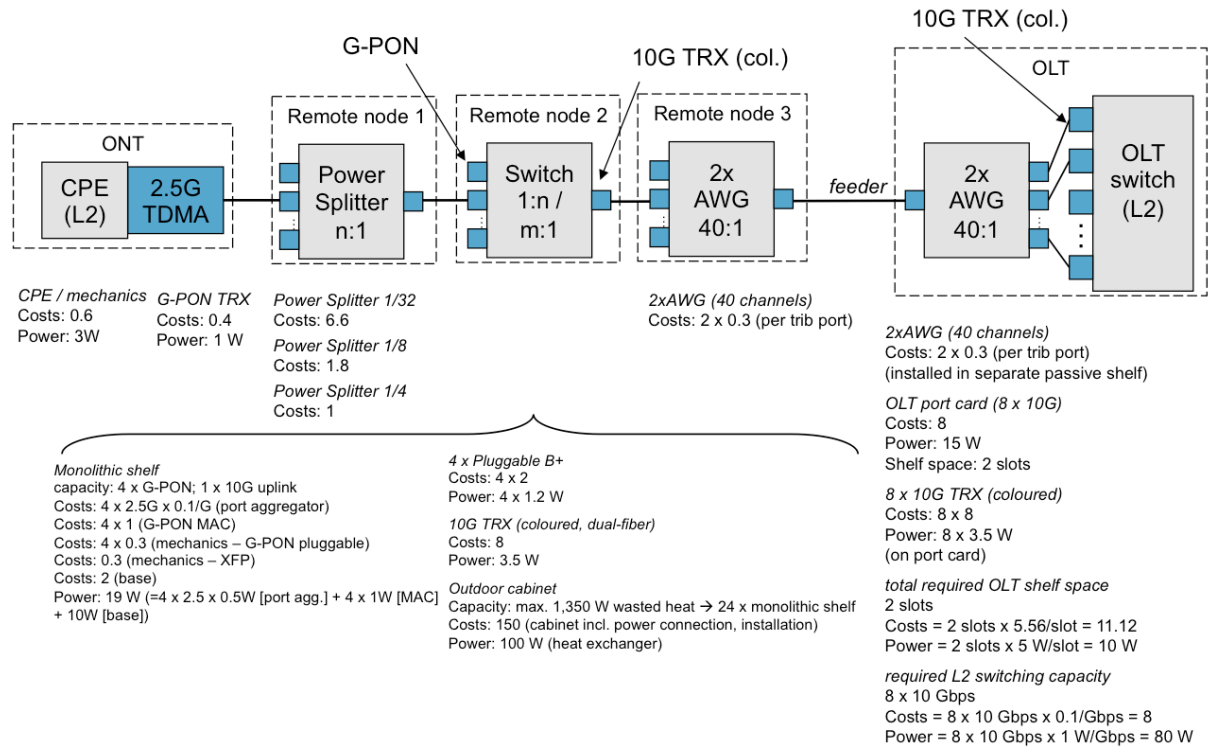 10G TRX (col.)
G-PON
10G TRX (col.)
OLT
Remote node 1
Remote node 2
Remote node 3
ONT
CPE
(L2)
2.5G
TDMA
Power
Splitter
n:1
Switch
1:n /
m:1
2x
AWG
40:1
feeder
2x
AWG
40:1
OLT
switch
(L2)
CPE / mechanics
Costs: 0.6
Power: 3W
G-PON TRX
Costs: 0.4
Power: 1 W
Power Splitter 1/32
Costs: 6.6
Power Splitter 1/8
Costs: 1.8
Power Splitter 1/4
Costs: 1
2xAWG (40 channels)
Costs: 2 x 0.3 (per trib port)
Monolithic shelf
capacity: 4 x G-PON; 1 x 10G uplink
Costs: 4 x 2.5G x 0.1/G (port aggregator)
Costs: 4 x 1 (G-PON MAC)
Costs: 4 x 0.3 (mechanics – G-PON pluggable)
Costs: 0.3 (mechanics – XFP)
Costs: 2 (base)
Power: 19 W (=4 x 2.5 x 0.5W [port agg.] + 4 x 1W [MAC]
+ 10W [base])
4 x Pluggable B+
Costs: 4 x 2
Power: 4 x 1.2 W
10G TRX (coloured, dual-fiber)
Costs: 8
Power: 3.5 W
Outdoor cabinet
Capacity: max. 1,350 W wasted heat → 24 x monolithic shelf
Costs: 150 (cabinet incl. power connection, installation)
Power: 100 W (heat exchanger)
2xAWG (40 channels)
Costs: 2 x 0.3 (per trib port)
(installed in separate passive shelf)
OLT port card (8 x 10G)
Costs: 8
Power: 15 W
Shelf space: 2 slots
8 x 10G TRX (coloured)
Costs: 8 x 8
Power: 8 x 3.5 W
(on port card)
total required OLT shelf space
2 slots
Costs = 2 slots x 5.56/slot = 11.12
Power = 2 slots x 5 W/slot = 10 W
required L2 switching capacity
8 x 10 Gbps
Costs = 8 x 10 Gbps x 0.1/Gbps = 8
Power = 8 x 10 Gbps x 1 W/Gbps = 80 W